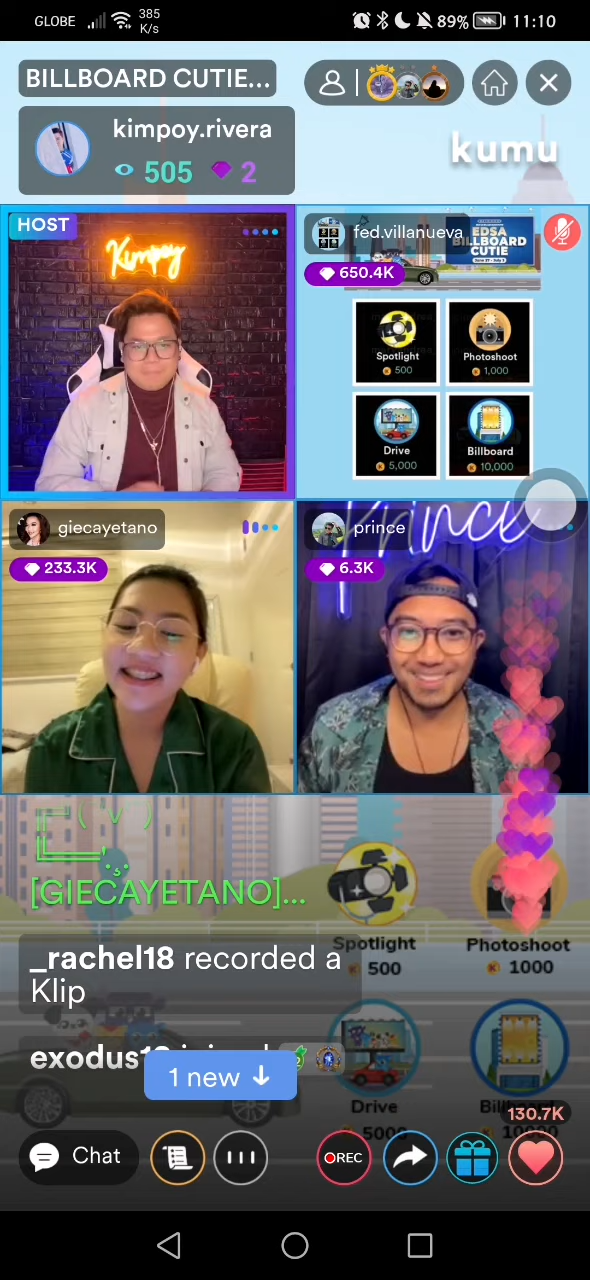 GLOBE
385
K/s
89%
11:10
BILLBOARD CUTIE...
kimpoy.rivera
505
2
kumu
HOST
Kimpoy
fed.villanueva
EDSA
BILLBOARD
CUTIE
650.4K
Spotlight
500
Photoshoot
1,000
Drive
5,000
Billboard
10,000
giecayetano
233.3K
prince
Prince
6.3K
[GIECAYETANO]...
_rachel18 recorded a
Klip
Spotlight
500
Photoshoot
1000
1 new
Drive
5000
10000
130.7K
Chat
REC